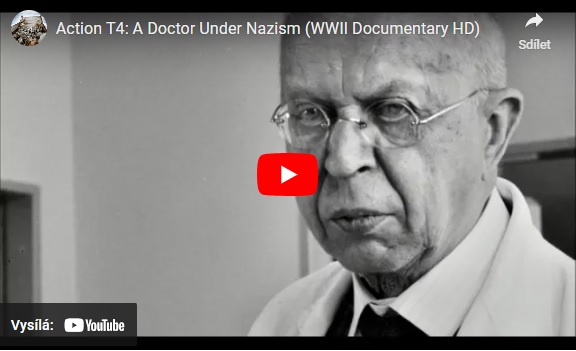 Action T4: A Doctor Under Nazism (WWII Documentary HD)
Sdílet
Vysílá: YouTube